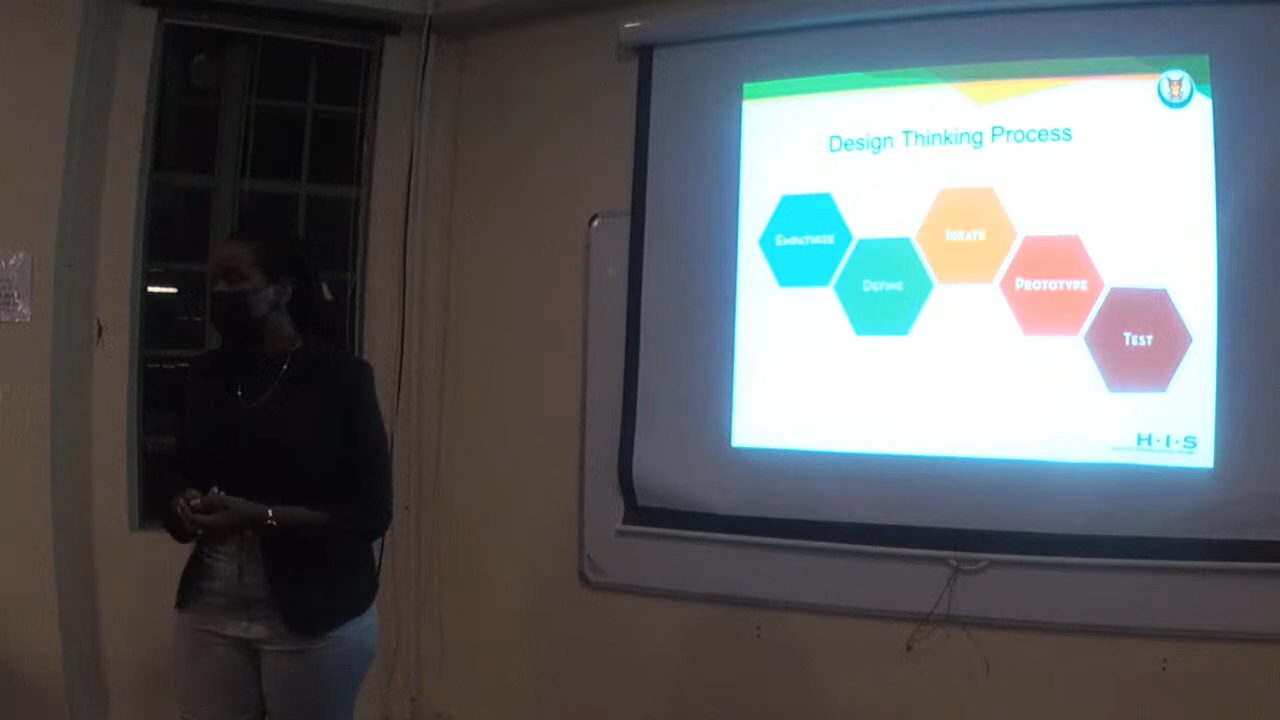 Design Thinking Process
EMPATHIZE
DEFINE
IDEATE
PROTOTYPE
TEST
H·I·S